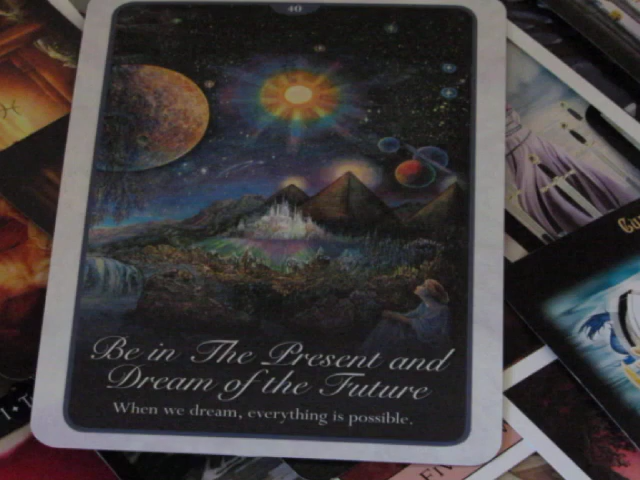 40
Be in The Present and
Dream of the Future
When we dream, everything is possible.